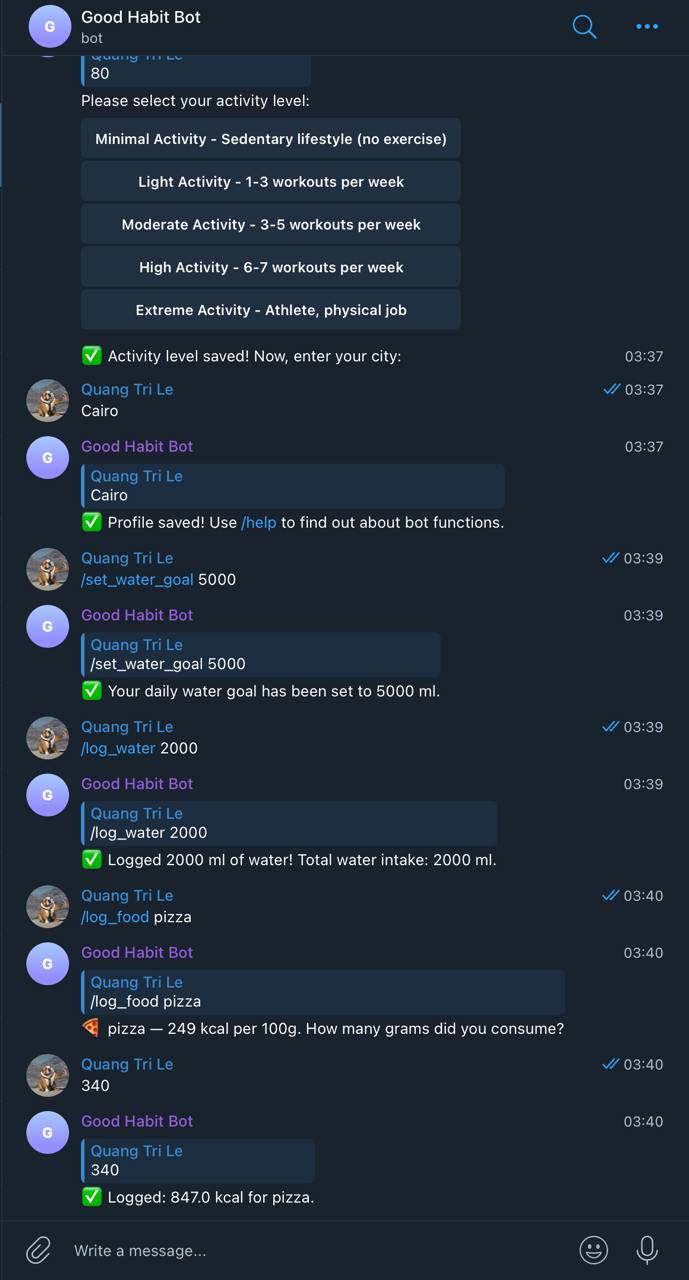 G
Good Habit Bot
bot
Quang Tri Le
80
Please select your activity level:
Minimal Activity - Sedentary lifestyle (no exercise)
Light Activity - 1-3 workouts per week
Moderate Activity - 3-5 workouts per week
High Activity - 6-7 workouts per week
Extreme Activity - Athlete, physical job
✅ Activity level saved! Now, enter your city: 03:37
Quang Tri Le 03:37
Cairo
G
Good Habit Bot 03:37
Quang Tri Le
Cairo
✅ Profile saved! Use /help to find out about bot functions.
Quang Tri Le 03:39
/set_water_goal 5000
G
Good Habit Bot 03:39
Quang Tri Le
/set_water_goal 5000
✅ Your daily water goal has been set to 5000 ml.
Quang Tri Le 03:39
/log_water 2000
G
Good Habit Bot 03:39
Quang Tri Le
/log_water 2000
✅ Logged 2000 ml of water! Total water intake: 2000 ml.
Quang Tri Le 03:40
/log_food pizza
G
Good Habit Bot 03:40
Quang Tri Le
/log_food pizza
🍕 pizza — 249 kcal per 100g. How many grams did you consume?
Quang Tri Le 03:40
340
G
Good Habit Bot 03:40
Quang Tri Le
340
✅ Logged: 847.0 kcal for pizza.
Write a message...